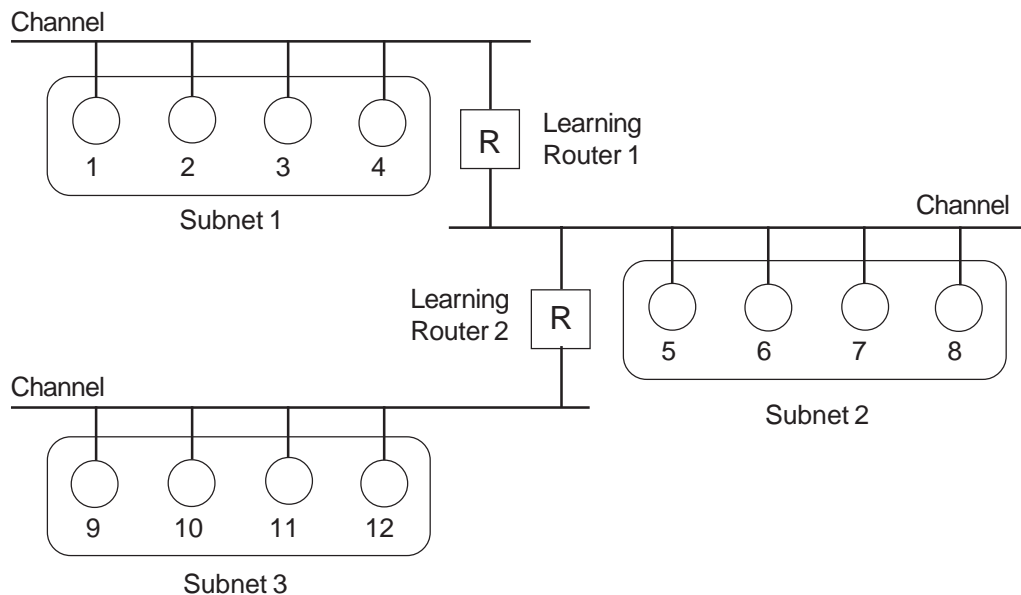 Channel
1 2 3 4
Subnet 1
R
Learning
Router 1
Channel
Learning
Router 2
R
5 6 7 8
Subnet 2
Channel
9 10 11 12
Subnet 3